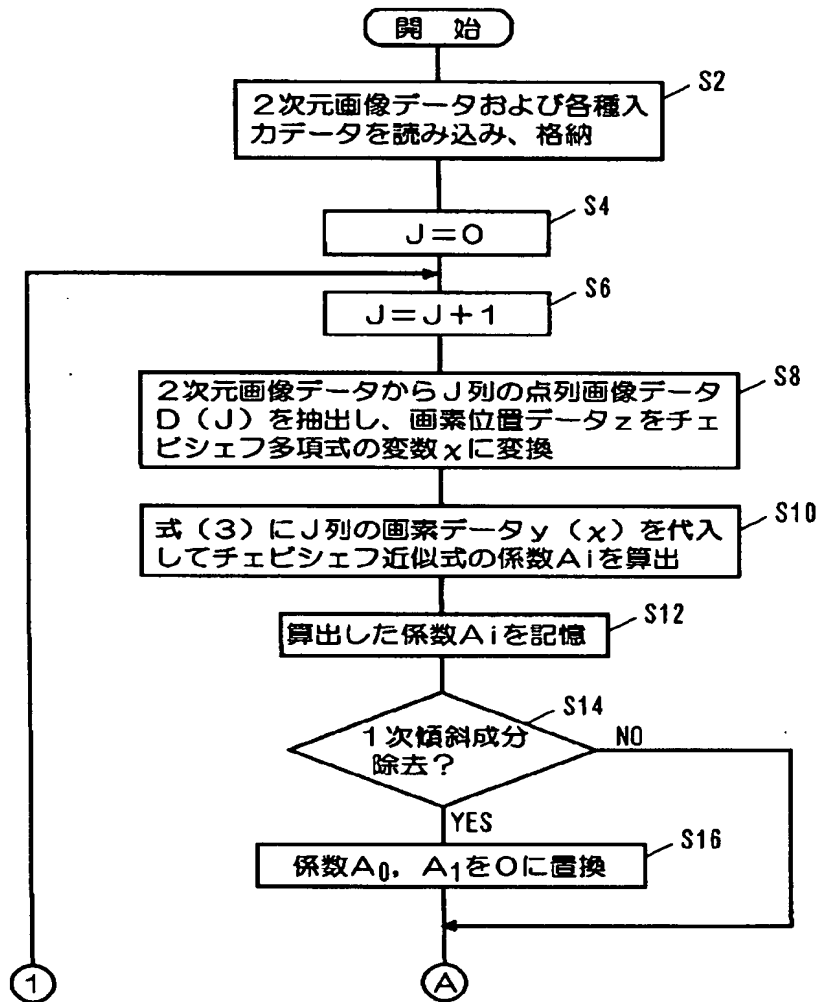 開 始
S2
2次元画像データおよび各種入
力データを読み込み、格納
S4
J=0
S6
J=J+1
S8
2次元画像データからJ列の点列画像データ
D(J)を抽出し、画素位置データzをチェ
ビシェフ多項式の変数χに変換
S10
式(3)にJ列の画素データy(χ)を代入
してチェビシェフ近似式の係数Aiを算出
S12
算出した係数Aiを記憶
S14
1次傾斜成分
除去?
NO
YES
S16
係数A0,A1を0に置換
1
A